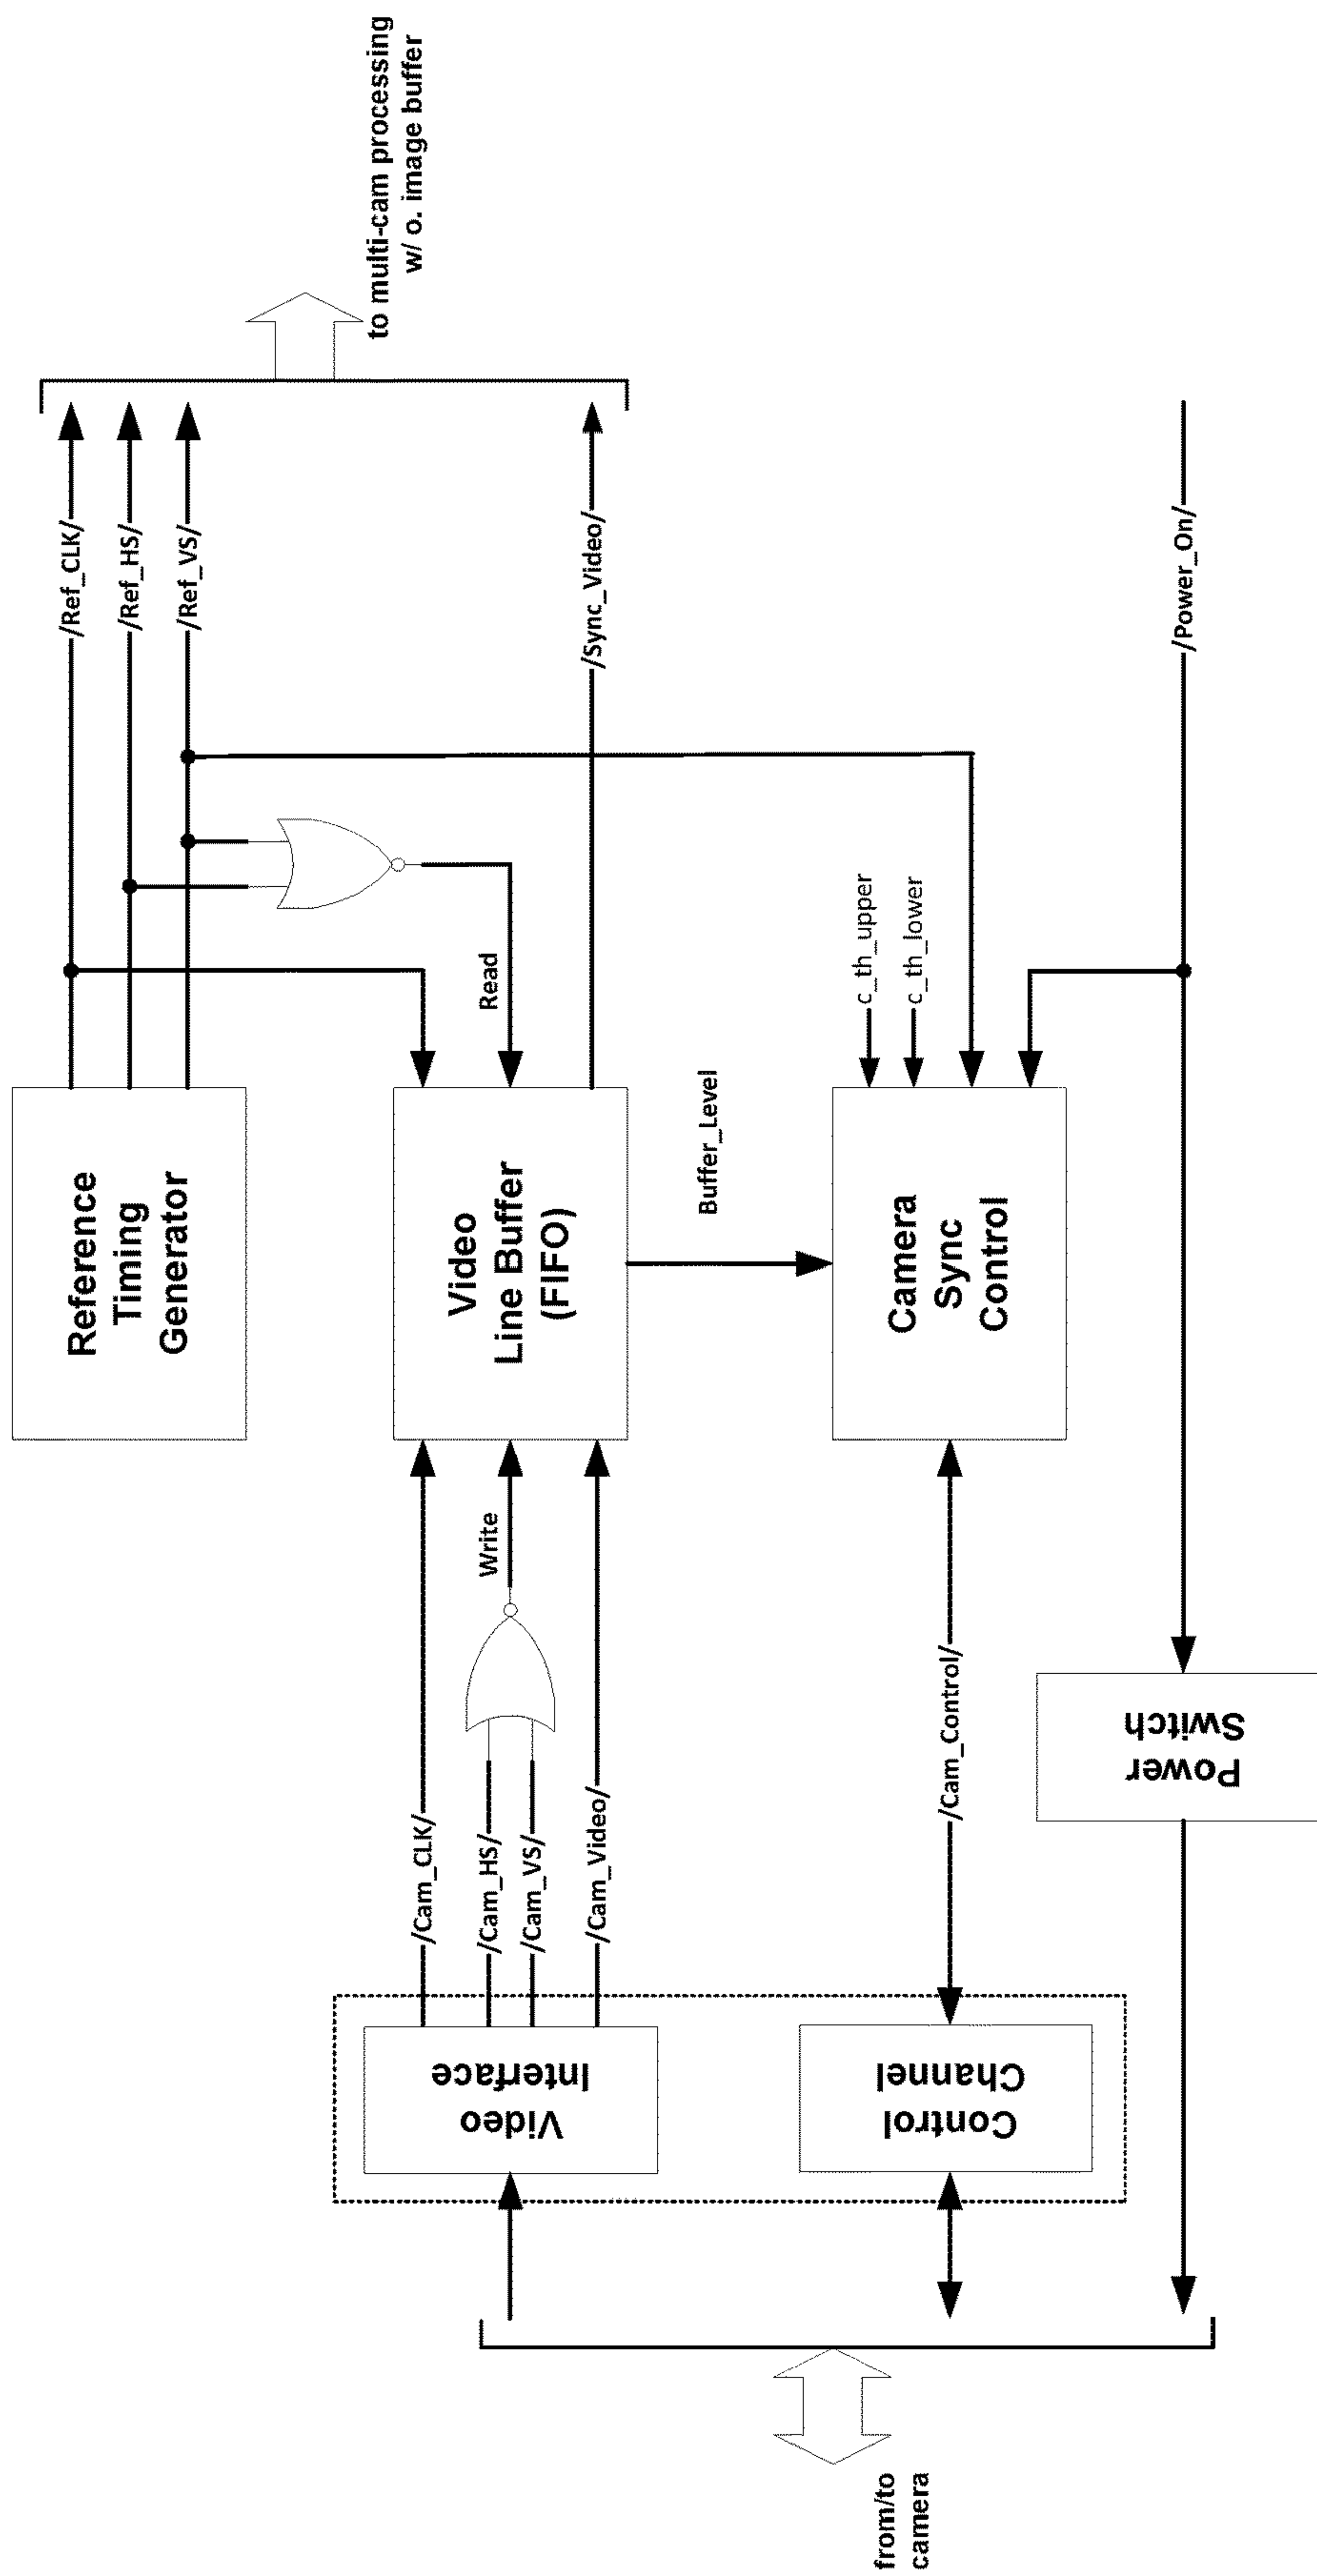 Reference
Timing
Generator
/Ref_CLK/
/Ref_HS/
/Ref_VS/
to multi-cam processing
w/ o. image buffer
Video
Interface
/Cam_CLK/
/Cam_HS/
/Cam_VS/
/Cam_Video/
Write
Video
Line Buffer
(FIFO)
Read
/Sync_Video/
Buffer_Level
from/to
camera
Control
Channel
/Cam_Control/
Camera
Sync
Control
c_th_upper
c_th_lower
Power
Switch
/Power_On/